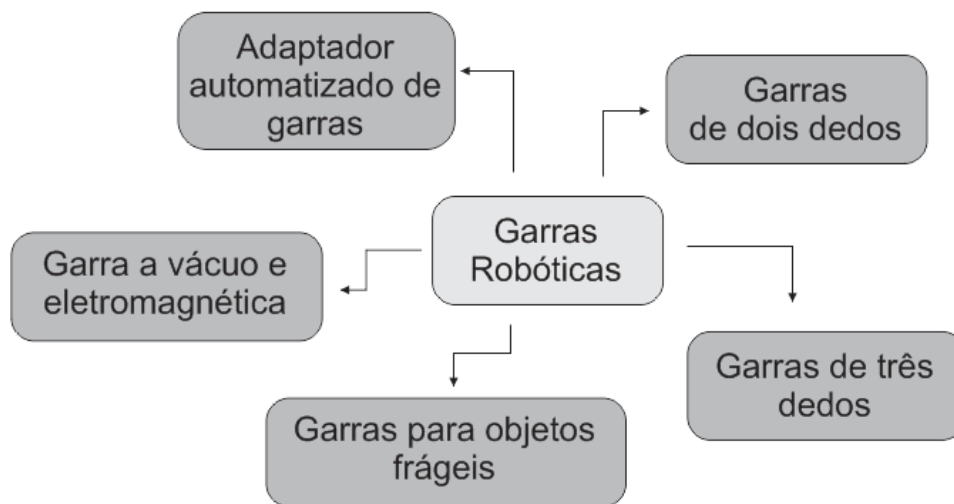 Adaptador
automatizado de
garras
Garras
de dois dedos
Garras
Robóticas
Garra a vácuo e
eletromagnética
Garras de três
dedos
Garras para objetos
frágeis